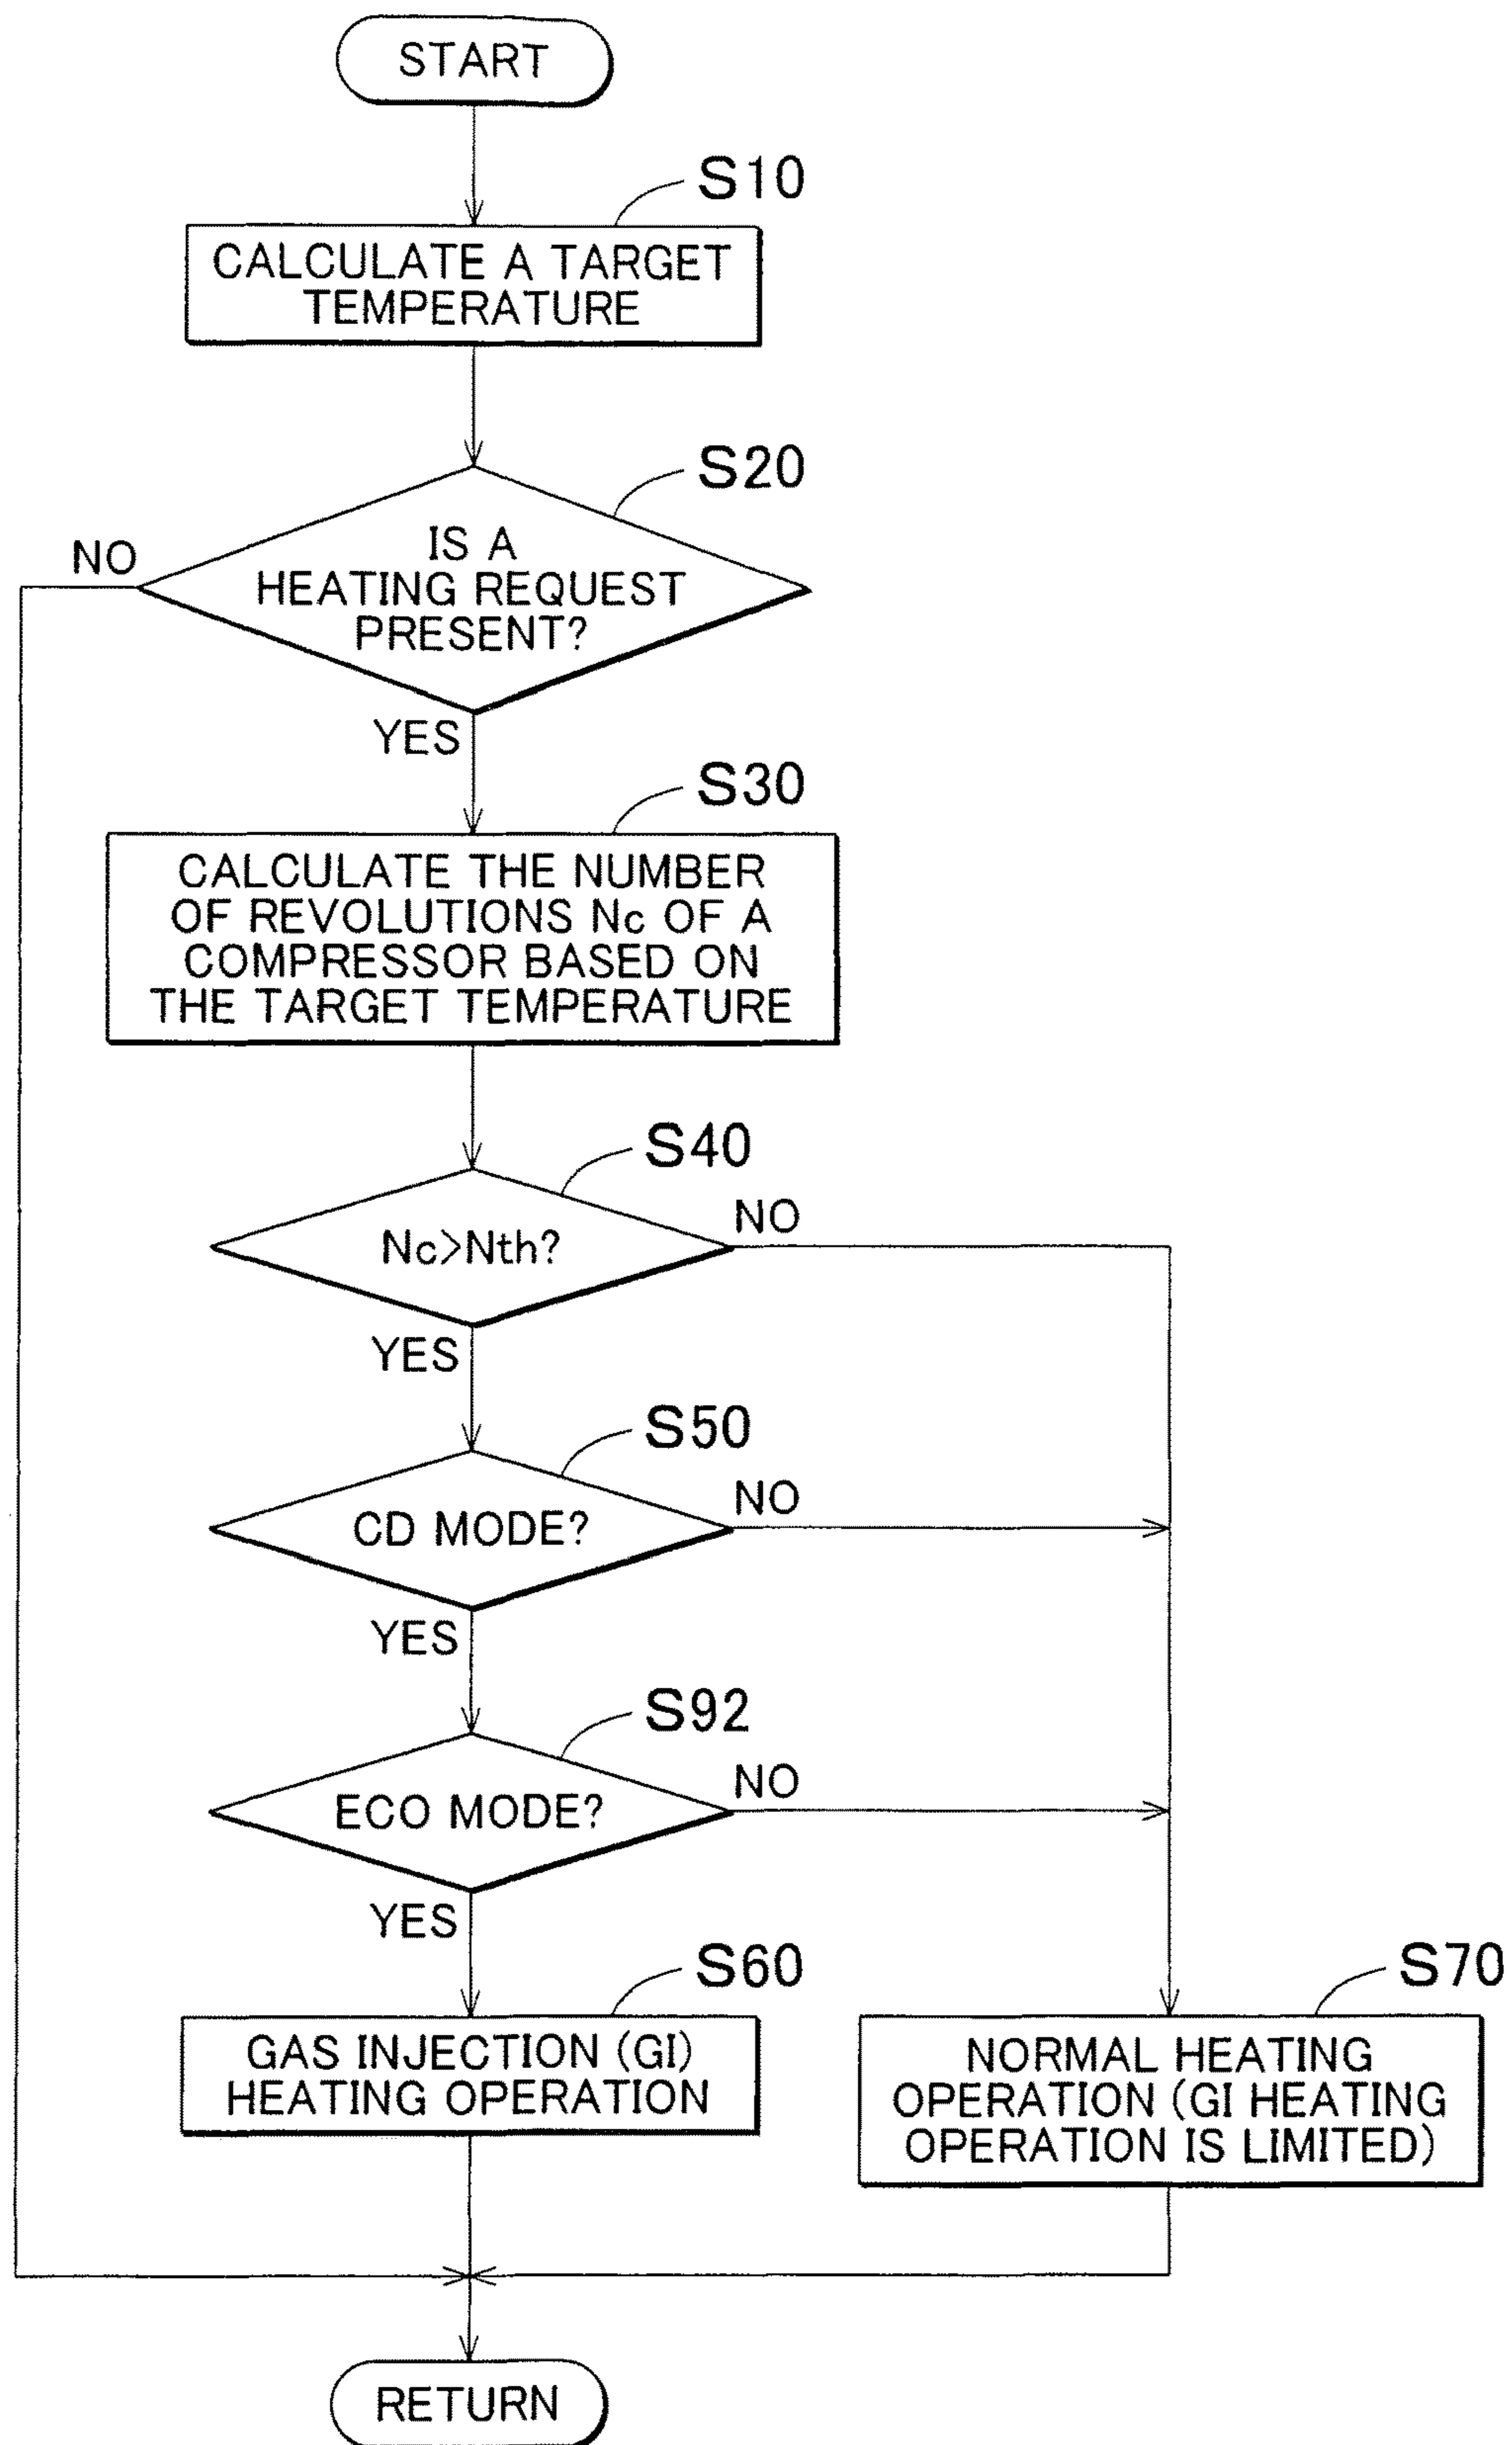 START
S10
CALCULATE A TARGET
TEMPERATURE
S20
NO
IS A
HEATING REQUEST
PRESENT?
YES
S30
CALCULATE THE NUMBER
OF REVOLUTIONS Nc OF A
COMPRESSOR BASED ON
THE TARGET TEMPERATURE
S40
Nc>Nth?
NO
YES
S50
CD MODE?
NO
YES
S92
ECO MODE?
NO
YES
S60
GAS INJECTION (GI)
HEATING OPERATION
S70
NORMAL HEATING
OPERATION (GI HEATING
OPERATION IS LIMITED)
RETURN